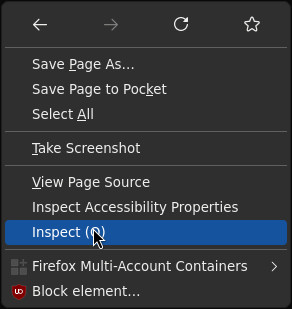 Save Page As…
Save Page to Pocket
Select All
Take Screenshot
View Page Source
Inspect Accessibility Properties
Inspect (Q)
Firefox Multi-Account Containers
Block element…